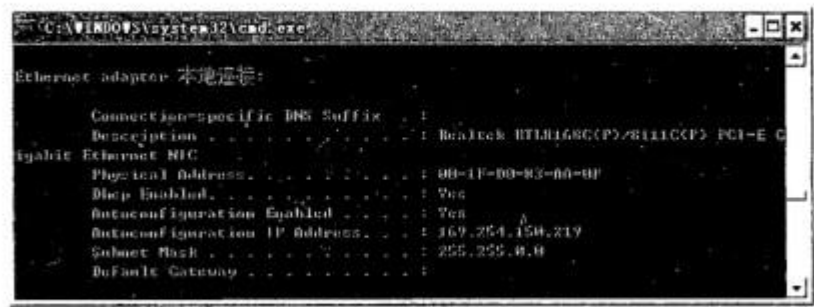 C:\WINDOWS\system32\cmd.exe
Ethernet adapter 本地连接:
Connection-specific DNS Suffix . :
Description . . . . . . . . . . . : Realtek RTL8168C(P)/8111C(P) PCI-E G
igabit Ethernet NIC
Physical Address. . . . . . . . . : 00-1F-D0-83-AA-0F
Dhcp Enabled. . . . . . . . . . . : Yes
Autoconfiguration Enabled . . . . : Yes
Autoconfiguration IP Address. . . : 169.254.150.219
Subnet Mask . . . . . . . . . . . : 255.255.0.0
Default Gateway . . . . . . . . . :